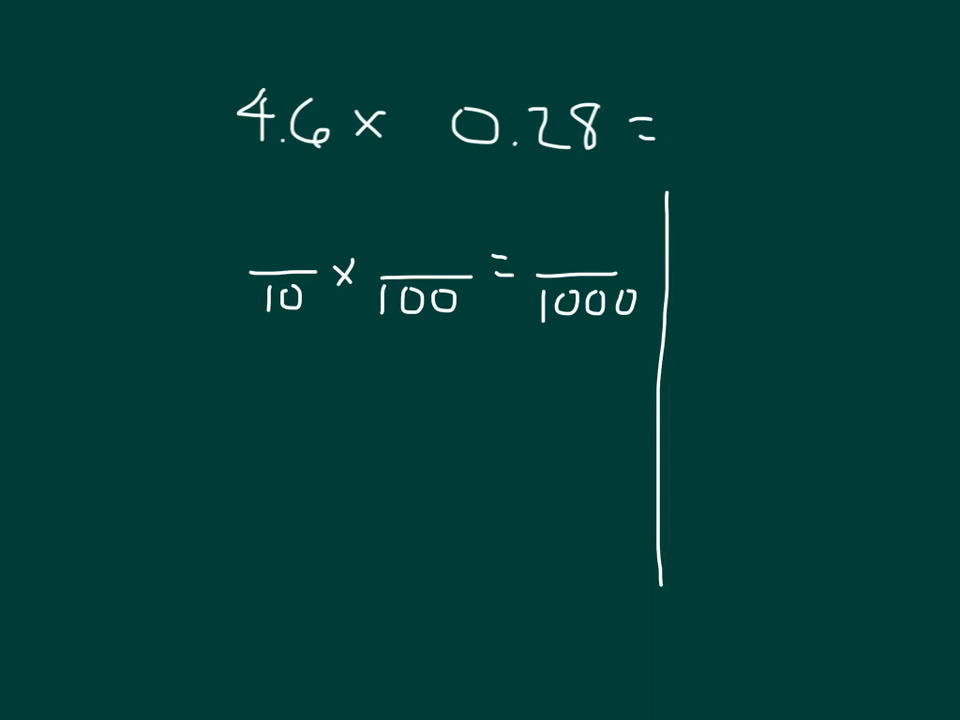 4.6 x 0.28 =
— x — = —
10 100 1000